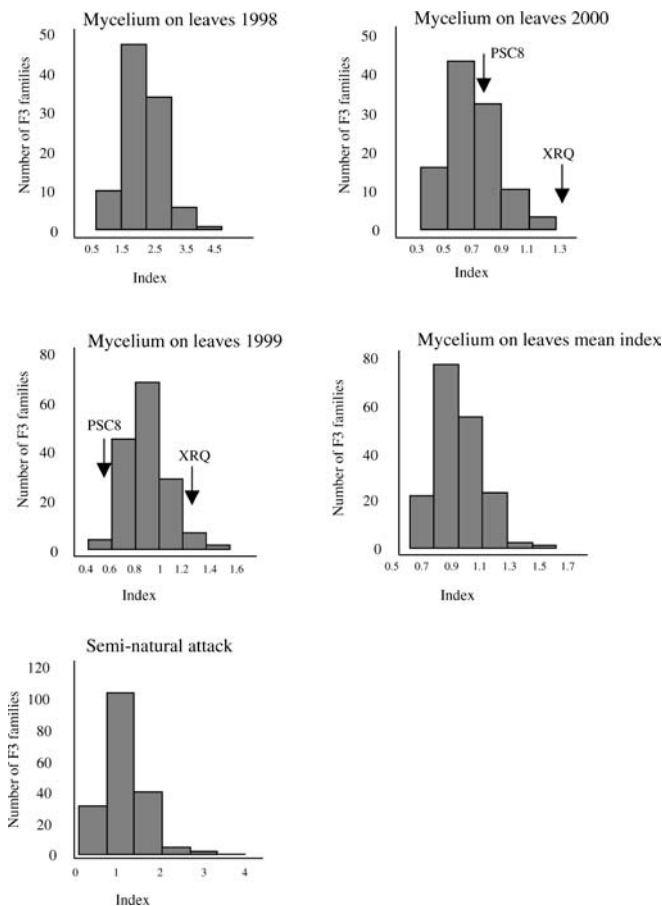 Mycelium on leaves 1998
Number of F3 families
50
40
30
20
10
0
0.5 1.5 2.5 3.5 4.5
Index
Mycelium on leaves 2000
Number of F3 families
50
40
30
20
10
0
PSC8
XRQ
0.3 0.5 0.7 0.9 1.1 1.3
Index
Mycelium on leaves 1999
Number of F3 families
80
60
40
20
0
PSC8
XRQ
0.4 0.6 0.8 1 1.2 1.4 1.6
Index
Mycelium on leaves mean index
Number of F3 families
80
60
40
20
0
0.5 0.7 0.9 1.1 1.3 1.5 1.7
Index
Semi-natural attack
Number of F3 families
120
100
80
60
40
20
0
0 1 2 3 4
Index